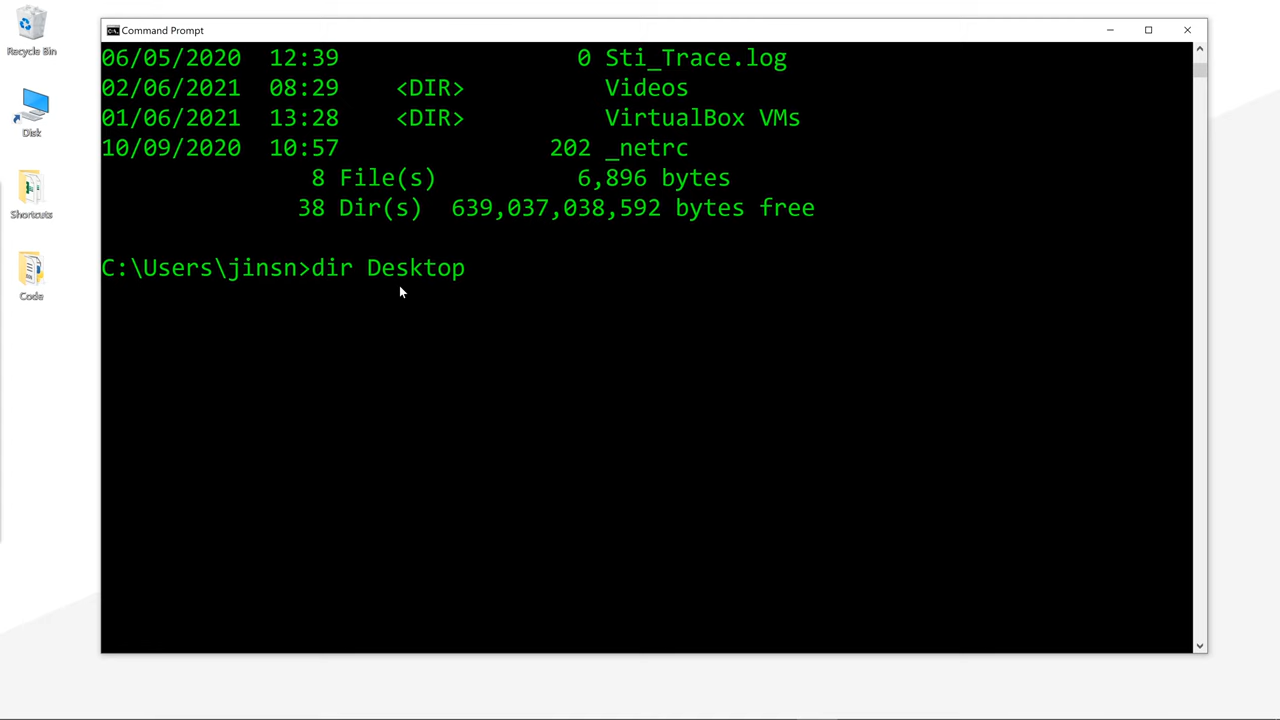 Recycle Bin
Disk
Shortcuts
Code
Command Prompt
06/05/2020  12:39                 0 Sti_Trace.log
02/06/2021  08:29    <DIR>          Videos
01/06/2021  13:28    <DIR>          VirtualBox VMs
10/09/2020  10:57               202 _netrc
               8 File(s)          6,896 bytes
              38 Dir(s)  639,037,038,592 bytes free
C:\Users\jinsn>dir Desktop